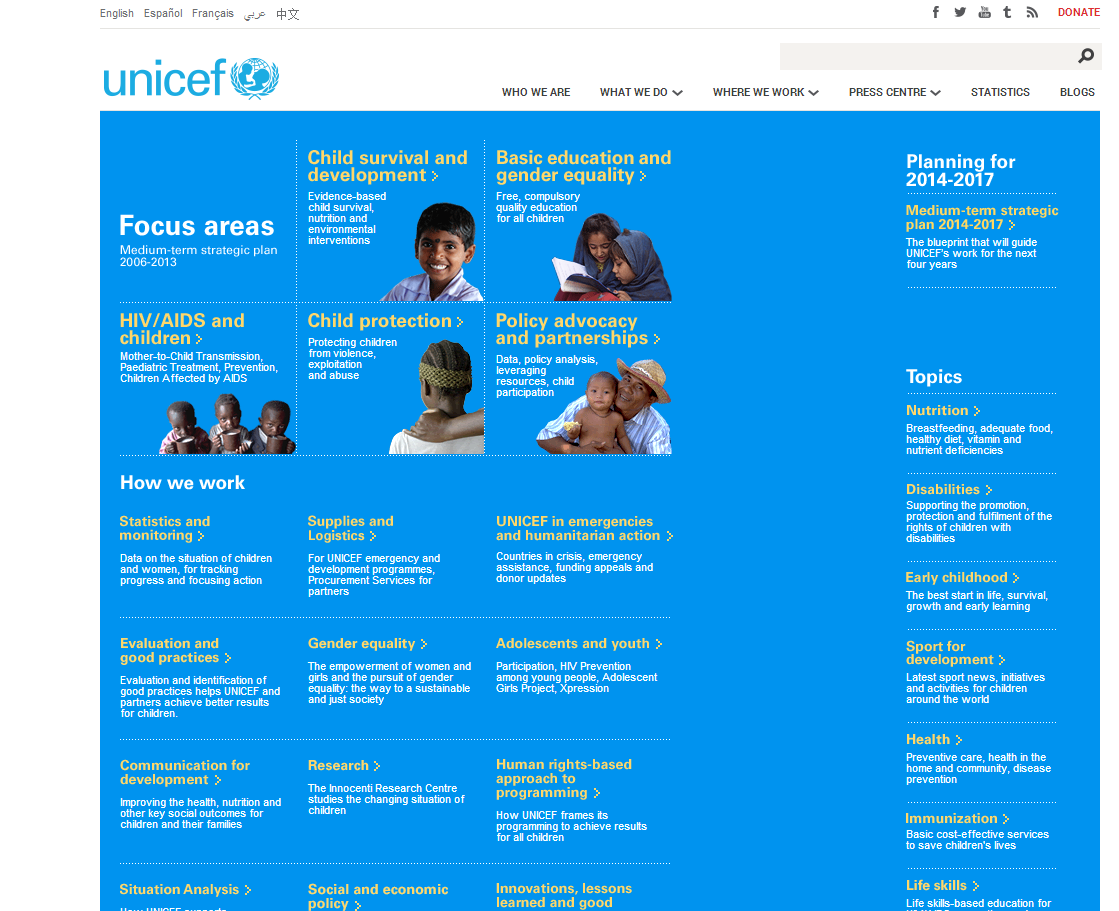 English Español Français عربي 中文
DONATE
unicef
WHO WE ARE WHAT WE DO WHERE WE WORK PRESS CENTRE STATISTICS BLOGS
Focus areas
Medium-term strategic plan
2006-2013
Child survival and
development
Evidence-based
child survival,
nutrition and
environmental
interventions
Basic education and
gender equality
Free, compulsory
quality education
for all children
HIV/AIDS and
children
Mother-to-Child Transmission,
Paediatric Treatment, Prevention,
Children Affected by AIDS
Child protection
Protecting children
from violence,
exploitation
and abuse
Policy advocacy
and partnerships
Data, policy analysis,
leveraging
resources, child
participation
How we work
Statistics and
monitoring
Data on the situation of children
and women, for tracking
progress and focusing action
Supplies and
Logistics
For UNICEF emergency and
development programmes,
Procurement Services for
partners
UNICEF in emergencies
and humanitarian action
Countries in crisis, emergency
assistance, funding appeals and
donor updates
Evaluation and
good practices
Evaluation and identification of
good practices helps UNICEF and
partners achieve better results
for children.
Gender equality
The empowerment of women and
girls and the pursuit of gender
equality: the way to a sustainable
and just society
Adolescents and youth
Participation, HIV Prevention
among young people, Adolescent
Girls Project, Xpression
Communication for
development
Improving the health, nutrition and
other key social outcomes for
children and their families
Research
The Innocenti Research Centre
studies the changing situation of
children
Human rights-based
approach to
programming
How UNICEF frames its
programming to achieve results
for all children
Situation Analysis
Social and economic
policy
Innovations, lessons
learned and good
Planning for
2014-2017
Medium-term strategic
plan 2014-2017
The blueprint that will guide
UNICEF's work for the next
four years
Topics
Nutrition
Breastfeeding, adequate food,
healthy diet, vitamin and
nutrient deficiencies
Disabilities
Supporting the promotion,
protection and fulfilment of the
rights of children with
disabilities
Early childhood
The best start in life, survival,
growth and early learning
Sport for
development
Latest sport news, initiatives
and activities for children
around the world
Health
Preventive care, health in the
home and community, disease
prevention
Immunization
Basic cost-effective services
to save children's lives
Life skills
Life skills-based education for